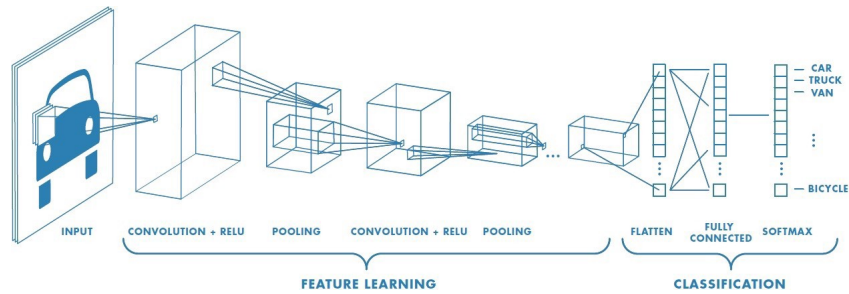 CAR
TRUCK
VAN
BICYCLE
INPUT
CONVOLUTION + RELU
POOLING
CONVOLUTION + RELU
POOLING
FLATTEN
FULLY
CONNECTED
SOFTMAX
FEATURE LEARNING
CLASSIFICATION